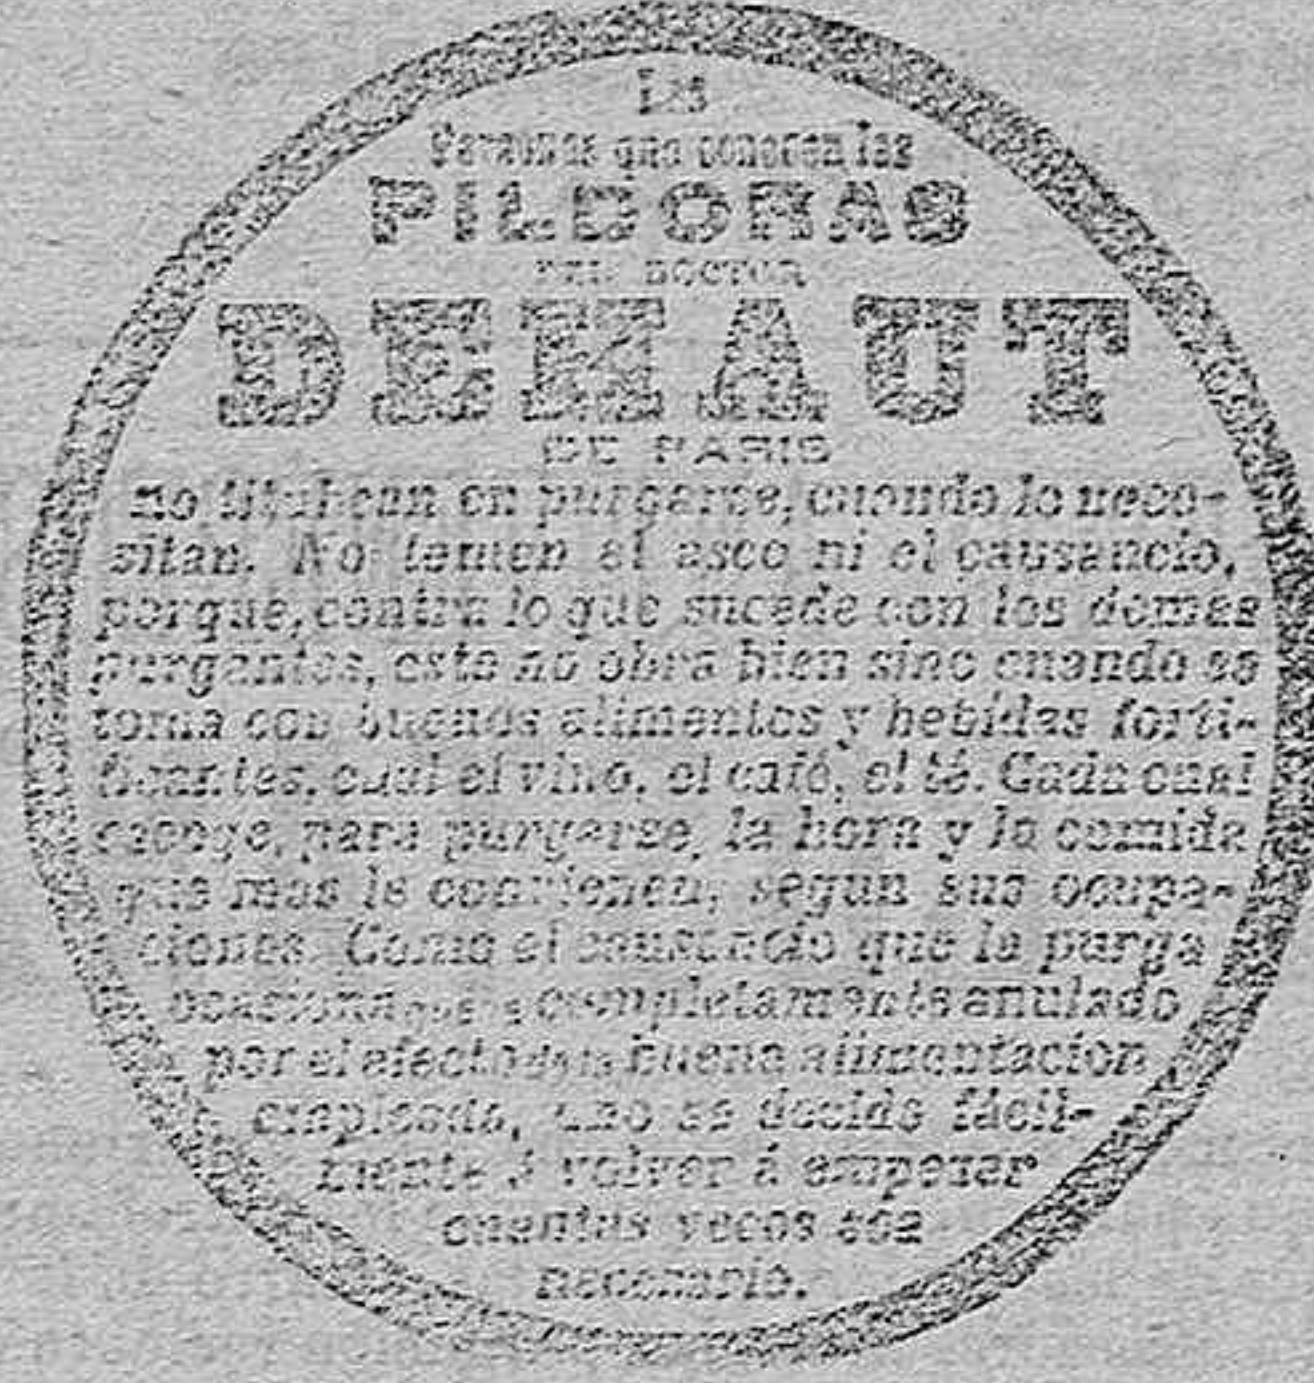 Las
Personas que conocen las
PILDORAS
DEL DOCTOR
DEHAUT
DE PARIS
no titubean en purgarse, cuando lo nece-
sitan. No temen el asco ni el causancio,
porque, contra lo que sucede con los demas
purgantes, este no obra bien sino cuando se
toma con buenos alimentos y bebidas forti-
ficantes, cual el vino, el café, el té. Cada cual
escoge, para purgarse, la hora y la comida
que mas le convienen, segun sus ocupa-
ciones. Como el causancio que la purga
ocasiona queda completamente anulado
por el efecto de la buena alimentacion
empleada, uno se decide fácil-
mente á volver á empezar
cuantas veces sea
necesario.